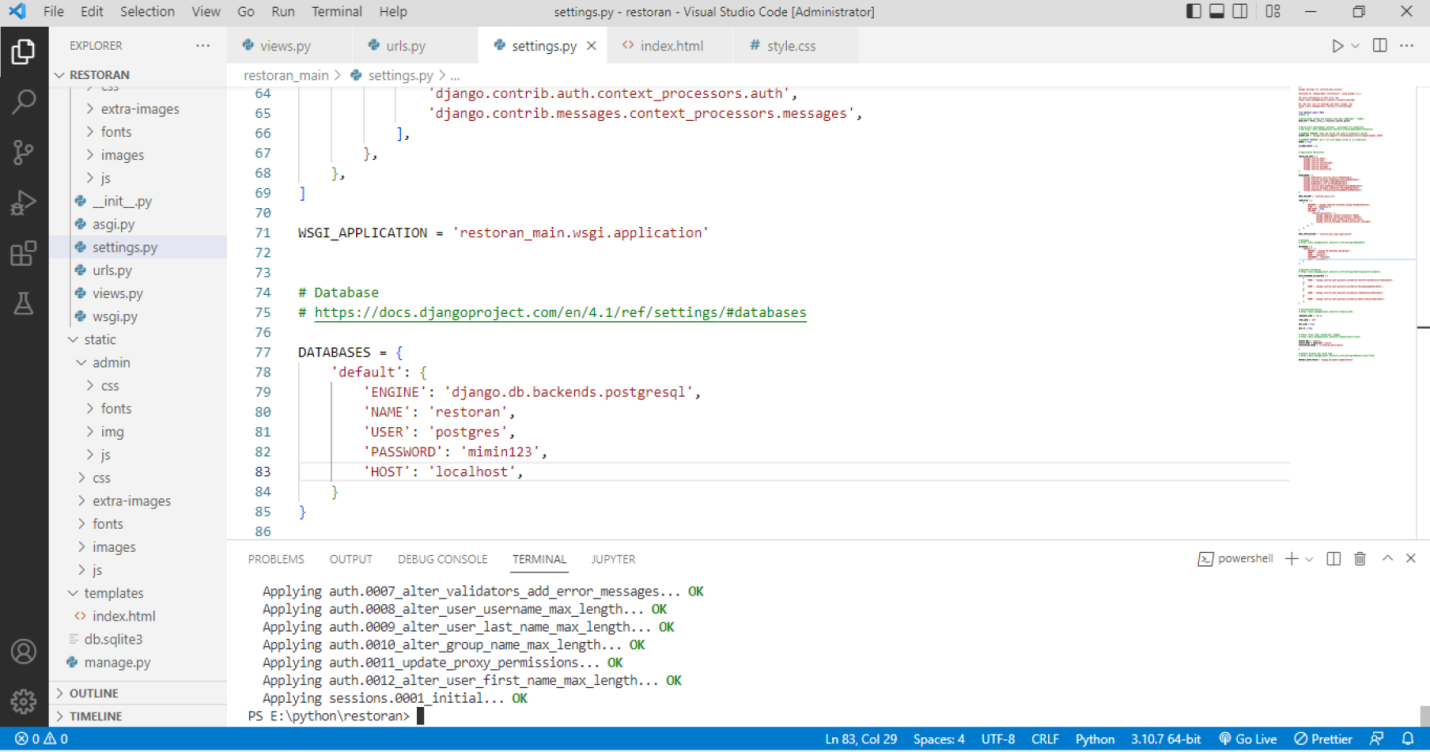 File Edit Selection View Go Run Terminal Help settings.py - restoran - Visual Studio Code [Administrator]
EXPLORER ···
views.py urls.py settings.py × index.html # style.css
RESTORAN
restoran_main > settings.py > ...
css
extra-images
fonts
images
js
__init__.py
asgi.py
settings.py
urls.py
views.py
wsgi.py
static
admin
css
fonts
img
js
css
extra-images
fonts
images
js
templates
index.html
db.sqlite3
manage.py
OUTLINE
TIMELINE
64 'django.contrib.auth.context_processors.auth',
65 'django.contrib.messages.context_processors.messages',
66 ],
67 },
68 },
69 ]
70
71 WSGI_APPLICATION = 'restoran_main.wsgi.application'
72
73
74 # Database
75 # https://docs.djangoproject.com/en/4.1/ref/settings/#databases
76
77 DATABASES = {
78 'default': {
79 'ENGINE': 'django.db.backends.postgresql',
80 'NAME': 'restoran',
81 'USER': 'postgres',
82 'PASSWORD': 'mimin123',
83 'HOST': 'localhost',
84 }
85 }
86
PROBLEMS OUTPUT DEBUG CONSOLE TERMINAL JUPYTER powershell
Applying auth.0007_alter_validators_add_error_messages... OK
Applying auth.0008_alter_user_username_max_length... OK
Applying auth.0009_alter_user_last_name_max_length... OK
Applying auth.0010_alter_group_name_max_length... OK
Applying auth.0011_update_proxy_permissions... OK
Applying auth.0012_alter_user_first_name_max_length... OK
Applying sessions.0001_initial... OK
PS E:\python\restoran>
0 0 Ln 83, Col 29 Spaces: 4 UTF-8 CRLF Python 3.10.7 64-bit Go Live Prettier